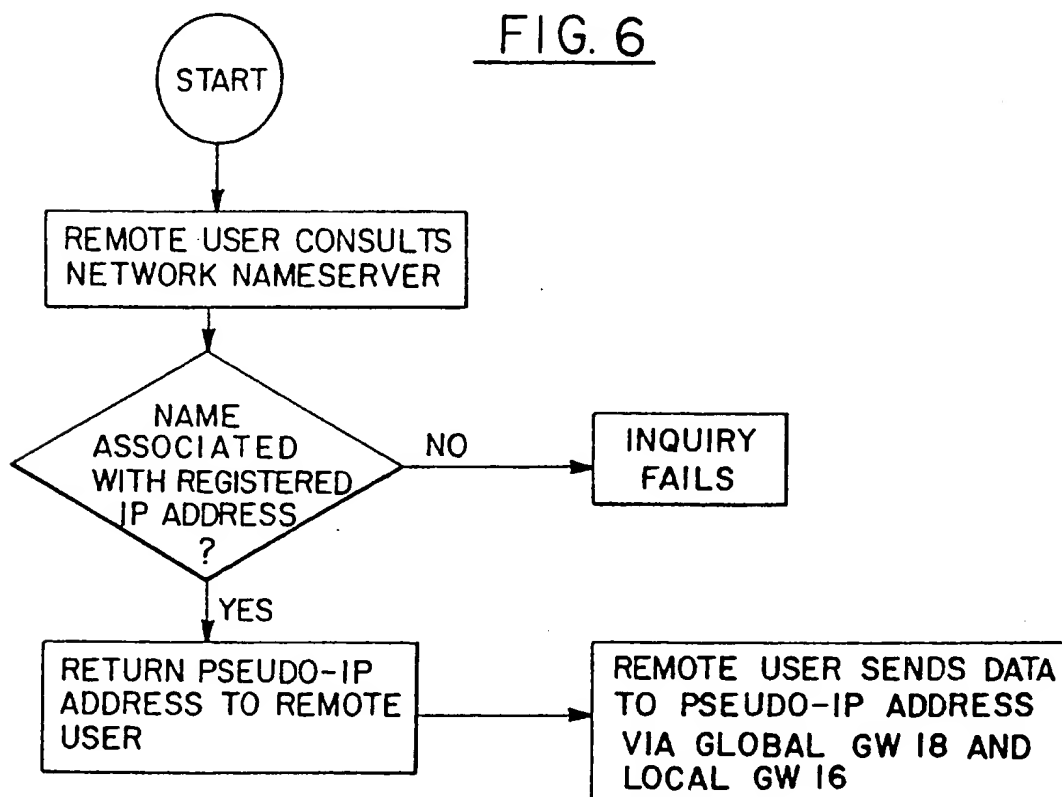 FIG. 6
START
REMOTE USER CONSULTS
NETWORK NAMESERVER
NAME
ASSOCIATED
WITH REGISTERED
IP ADDRESS
?
NO
INQUIRY
FAILS
YES
RETURN PSEUDO-IP
ADDRESS TO REMOTE
USER
REMOTE USER SENDS DATA
TO PSEUDO-IP ADDRESS
VIA GLOBAL GW 18 AND
LOCAL GW 16